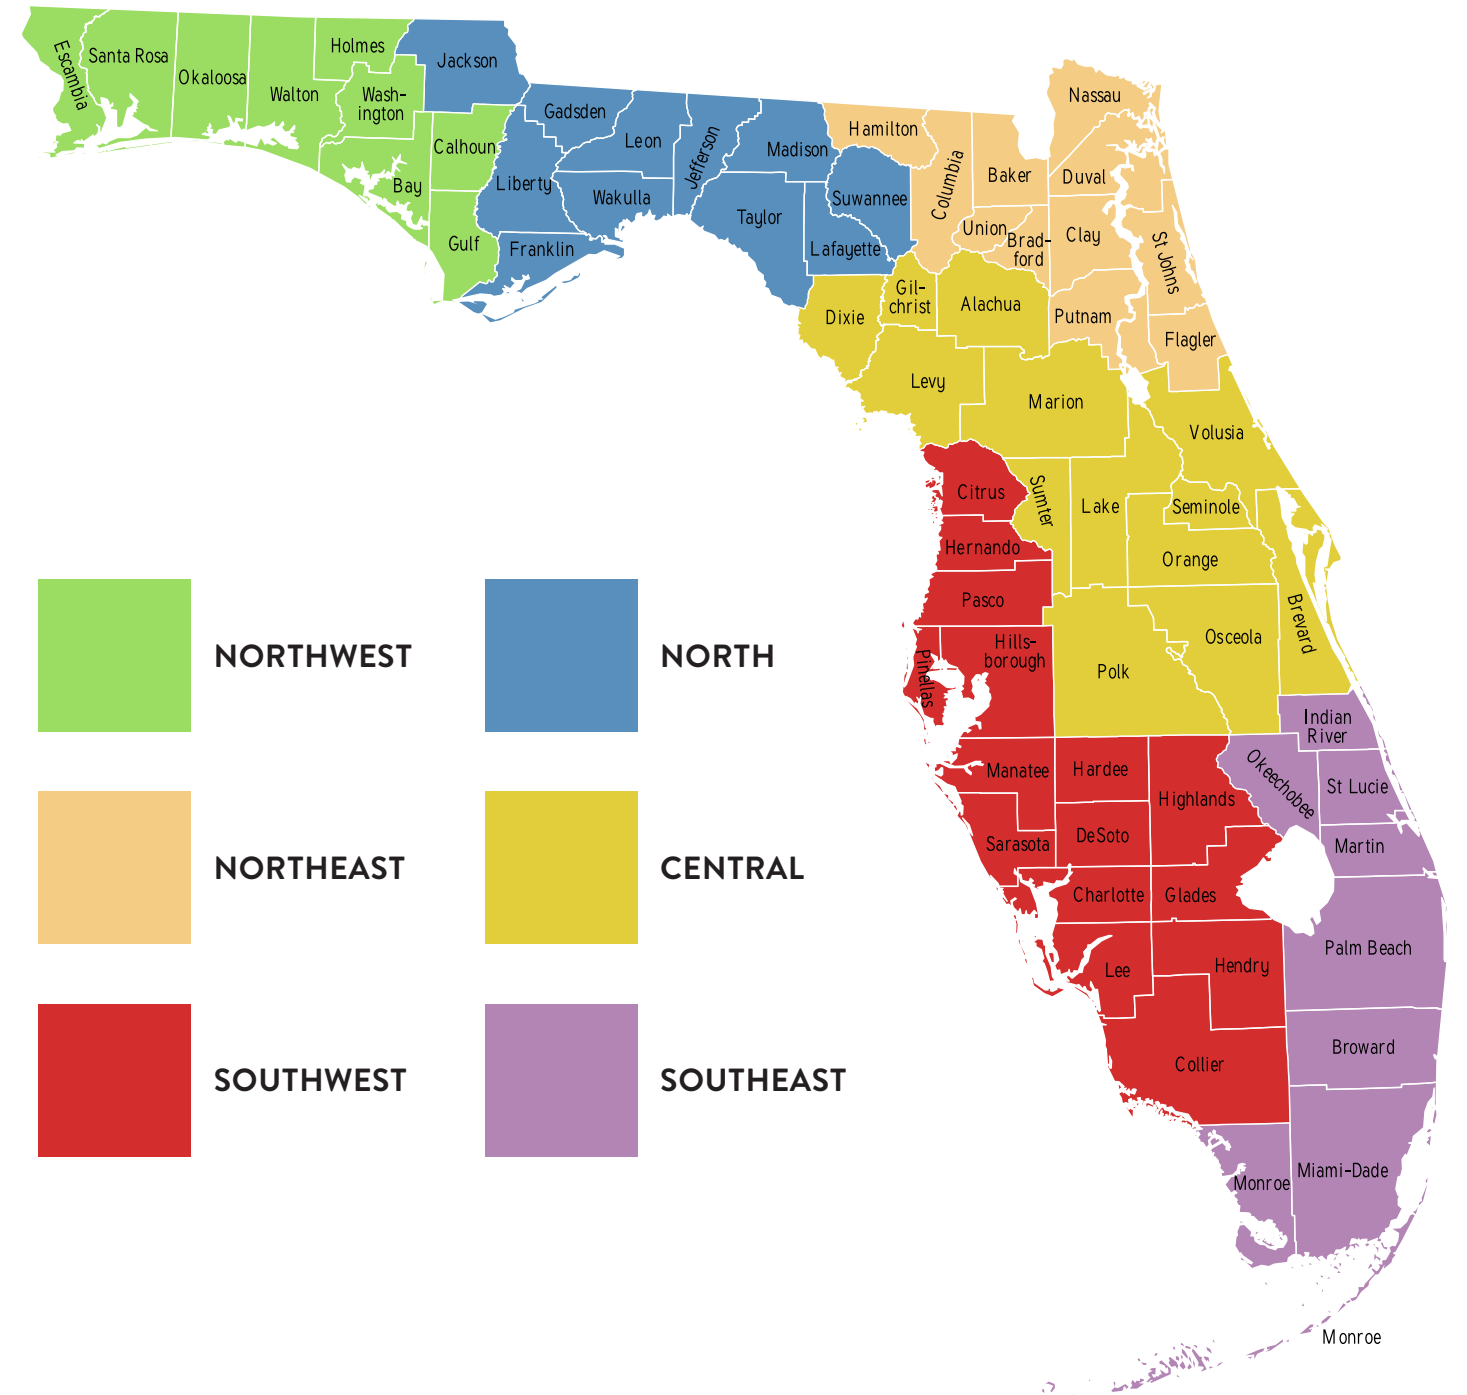 Escambia
Santa Rosa
Okaloosa
Walton
Holmes
Wash-
ington
Jackson
Calhoun
Bay
Gulf
Gadsden
Liberty
Franklin
Leon
Wakulla
Jefferson
Madison
Taylor
Suwannee
Lafayette
Hamilton
Columbia
Baker
Nassau
Duval
Union
Brad-
ford
Clay
St Johns
Putnam
Flagler
Dixie
Gil-
christ
Alachua
Levy
Marion
Volusia
Citrus
Sumter
Lake
Seminole
Hernando
Orange
Pasco
Brevard
Osceola
Hills-
borough
Pinellas
Polk
NORTHWEST
NORTH
Indian
River
Okeechobee
St Lucie
Manatee
Hardee
Highlands
Sarasota
DeSoto
Martin
NORTHEAST
CENTRAL
Charlotte
Glades
Palm Beach
Lee
Hendry
Broward
Collier
SOUTHWEST
SOUTHEAST
Miami-Dade
Monroe
Monroe